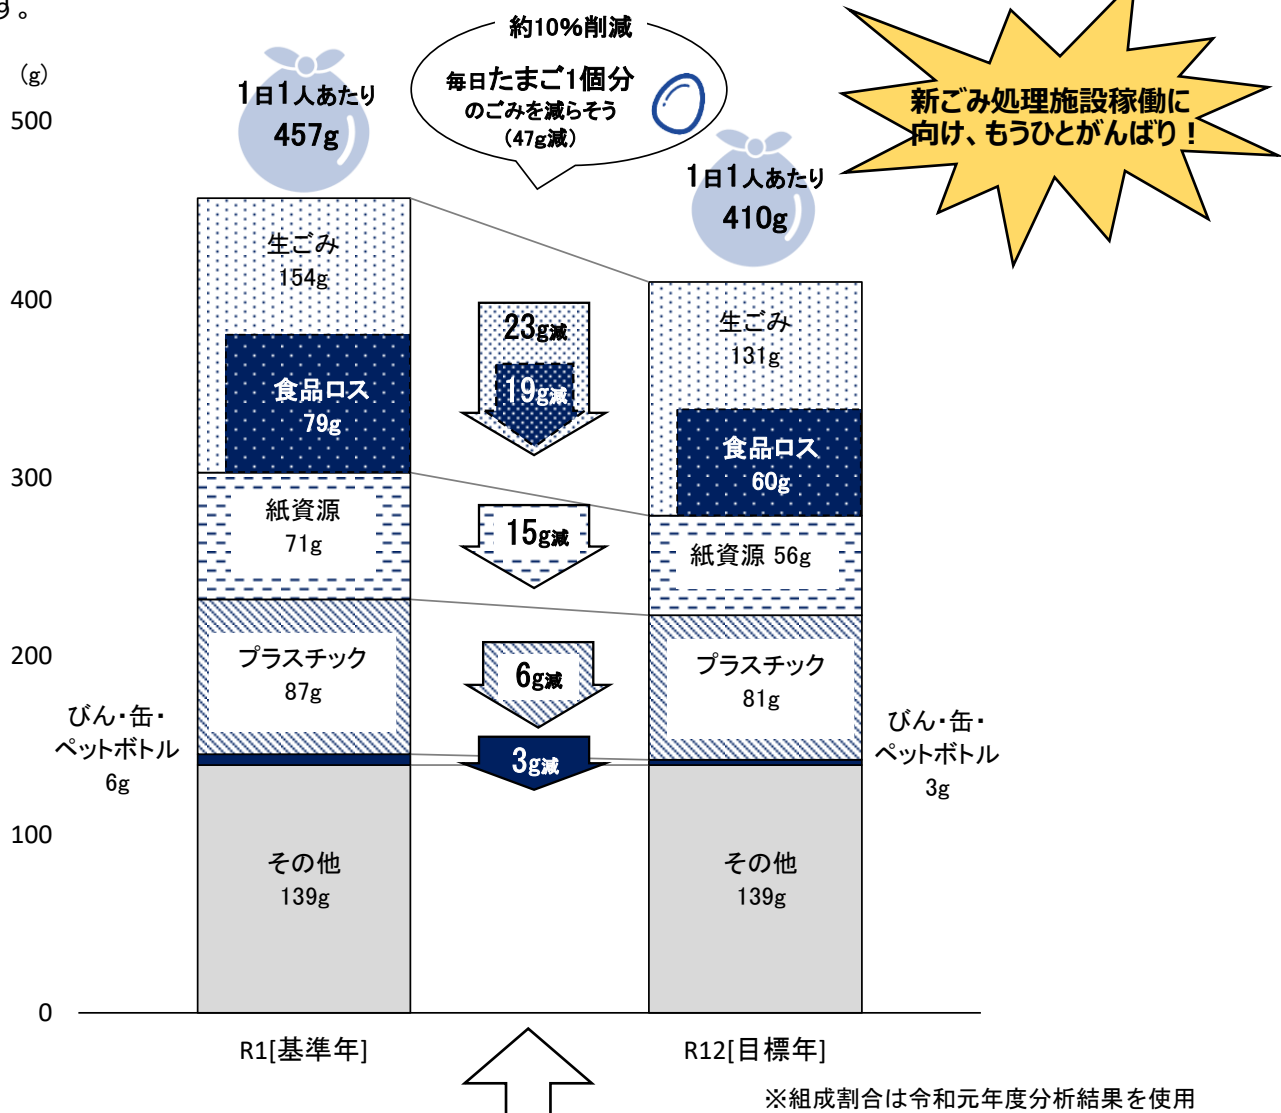 す。
(g)
500
400
300
200
100
0
1日1人あたり
457g
約10%削減
毎日たまご1個分
のごみを減らそう
(47g減)
1日1人あたり
410g
新ごみ処理施設稼働に
向け、もうひとがんばり!
生ごみ
154g
食品ロス
79g
紙資源
71g
プラスチック
87g
びん・缶・
ペットボトル
6g
その他
139g
23g減
19g減
15g減
6g減
3g減
生ごみ
131g
食品ロス
60g
紙資源 56g
プラスチック
81g
びん・缶・
ペットボトル
3g
その他
139g
R1[基準年]
R12[目標年]
※組成割合は令和元年度分析結果を使用